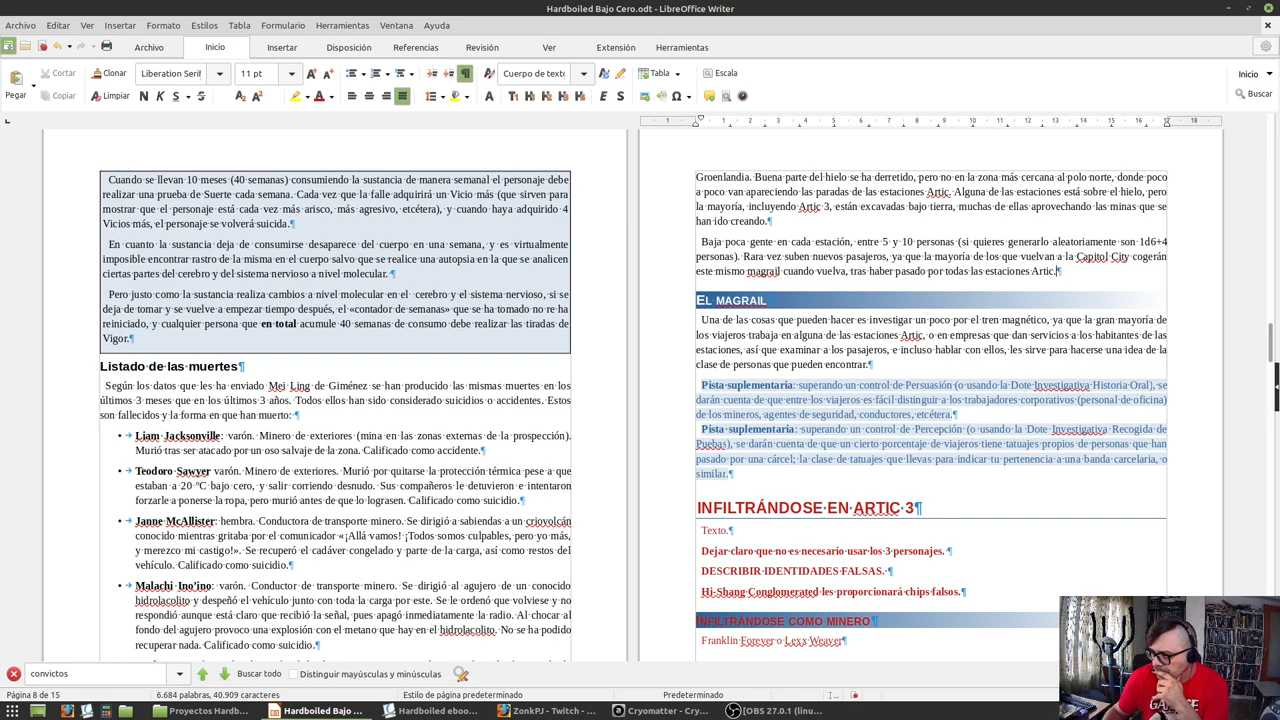 Hardboiled Bajo Cero.odt - LibreOffice Writer
Archivo Editar Ver Insertar Formato Estilos Tabla Formulario Herramientas Ventana Ayuda
Archivo Inicio Insertar Disposición Referencias Revisión Ver Extensión Herramientas
Pegar Cortar Clonar Liberation Serif 11 pt Cuerpo de texto Tabla Escala Inicio
Copiar Limpiar Buscar
Cuando se llevan 10 meses (40 semanas) consumiendo la sustancia de manera semanal el personaje debe
realizar una prueba de Suerte cada semana. Cada vez que la falle adquirirá un Vicio más (que sirven para
mostrar que el personaje está cada vez más arisco, más agresivo, etcétera), y cuando haya adquirido 4
Vicios más, el personaje se volverá suicida.¶
En cuanto la sustancia deja de consumirse desaparece del cuerpo en una semana, y es virtualmente
imposible encontrar rastro de la misma en el cuerpo salvo que se realice una autopsia en la que se analicen
ciertas partes del cerebro y del sistema nervioso a nivel molecular. ¶
Pero justo como la sustancia realiza cambios a nivel molecular en el cerebro y el sistema nervioso, si se
deja de tomar y se vuelve a empezar tiempo después, el «contador de semanas» que se ha tomado no se ha
reiniciado, y cualquier persona que en total acumule 40 semanas de consumo debe realizar las tiradas de
Vigor.¶
Listado de las muertes¶
Según los datos que les ha enviado Mei Ling de Giménez se han producido las mismas muertes en los
últimos 3 meses que en los últimos 3 años. Todos ellos han sido considerados suicidios o accidentes. Estos
son fallecidos y la forma en que han muerto: ¶
• Liam Jacksonville: varón. Minero de exteriores (mina en las zonas externas de la prospección).
Murió tras ser atacado por un oso salvaje de la zona. Calificado como accidente.¶
• Teodoro Sawyer varón. Minero de exteriores. Murió por quitarse la protección térmica pese a que
estaban a 20 ºC bajo cero, y salir corriendo desnudo. Sus compañeros le detuvieron e intentaron
forzarle a ponerse la ropa, pero murió antes de que lo lograsen. Calificado como suicidio.¶
• Janne McAllister: hembra. Conductora de transporte minero. Se dirigió a sabiendas a un criovolcán
conocido mientras gritaba por el comunicador «¡Allá vamos! ¡Todos somos culpables, pero yo más,
y merezco mi castigo!». Se recuperó el cadáver congelado y parte de la carga, así como restos del
vehículo. Calificado como suicidio.¶
• Malachi Ino'ino: varón. Conductor de transporte minero. Se dirigió al agujero de un conocido
hidrolacolito y despeñó el vehículo junto con toda la carga por este. Se le ordenó que volviese y no
respondió aunque está claro que recibió la señal, pues apagó inmediatamente la radio. Al chocar al
fondo del agujero provoco una explosión con el metano que hay en el hidrolacolito. No se ha podido
recuperar nada. Calificado como suicidio.¶
1 1 2 3 4 5 6 7 8 9 10 11 12 13 14 15 16 17 18
Groenlandia. Buena parte del hielo se ha derretido, pero no en la zona más cercana al polo norte, donde poco
a poco van apareciendo las paradas de las estaciones Artic. Alguna de las estaciones está sobre el hielo, pero
la mayoría, incluyendo Artic 3, están excavadas bajo tierra, muchas de ellas aprovechando las minas que se
han ido creando.¶
Baja poca gente en cada estación, entre 5 y 10 personas (si quieres generarlo aleatoriamente son 1d6+4
personas). Rara vez suben nuevos pasajeros, ya que la mayoría de los que vuelvan a la Capitol City cogerán
este mismo magrail cuando vuelva, tras haber pasado por todas las estaciones Artic.¶
EL MAGRAIL
Una de las cosas que pueden hacer es investigar un poco por el tren magnético, ya que la gran mayoría de
los viajeros trabaja en alguna de las estaciones Artic, o en empresas que dan servicios a los habitantes de las
estaciones, así que examinar a los pasajeros, e incluso hablar con ellos, les sirve para hacerse una idea de la
clase de personas que pueden encontrar.¶
Pista suplementaria: superando un control de Persuasión (o usando la Dote Investigativa Historia Oral), se
darán cuenta de que entre los viajeros es fácil distinguir a los trabajadores corporativos (personal de oficina)
de los mineros, agentes de seguridad, conductores, etcétera.¶
Pista suplementaria: superando un control de Percepción (o usando la Dote Investigativa Recogida de
Puebas), se darán cuenta de que un cierto porcentaje de viajeros tiene tatuajes propios de personas que han
pasado por una cárcel; la clase de tatuajes que llevas para indicar tu pertenencia a una banda carcelaria, o
similar.¶
INFILTRÁNDOSE EN ARTIC 3¶
Texto.¶
Dejar claro que no es necesario usar los 3 personajes. ¶
DESCRIBIR IDENTIDADES FALSAS. ¶
Hi-Shang Conglomerated les proporcionará chips falsos.¶
INFILTRÁNDOSE COMO MINERO¶
Franklin Forever o Lexx Weaver¶
convictos Buscar todo Distinguir mayúsculas y minúsculas
Página 8 de 15 6.684 palabras, 40.909 caracteres Estilo de página predeterminado Predeterminado
Proyectos Hardb... Hardboiled Bajo ... Hardboiled eboo... ZonkPJ - Twitch - ... Cryomatter - Cry... [OBS 27.0.1 (linu...